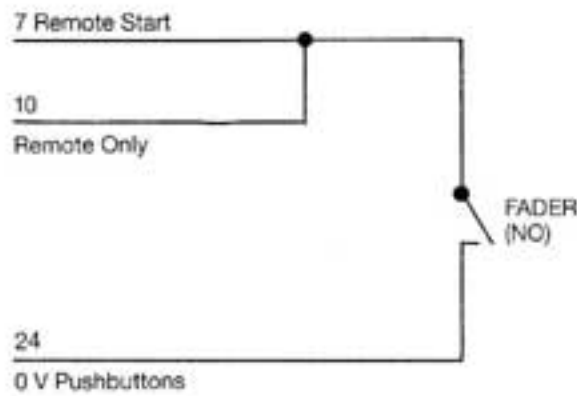 7 Remote Start
10
Remote Only
FADER
(NO)
24
0 V Pushbuttons